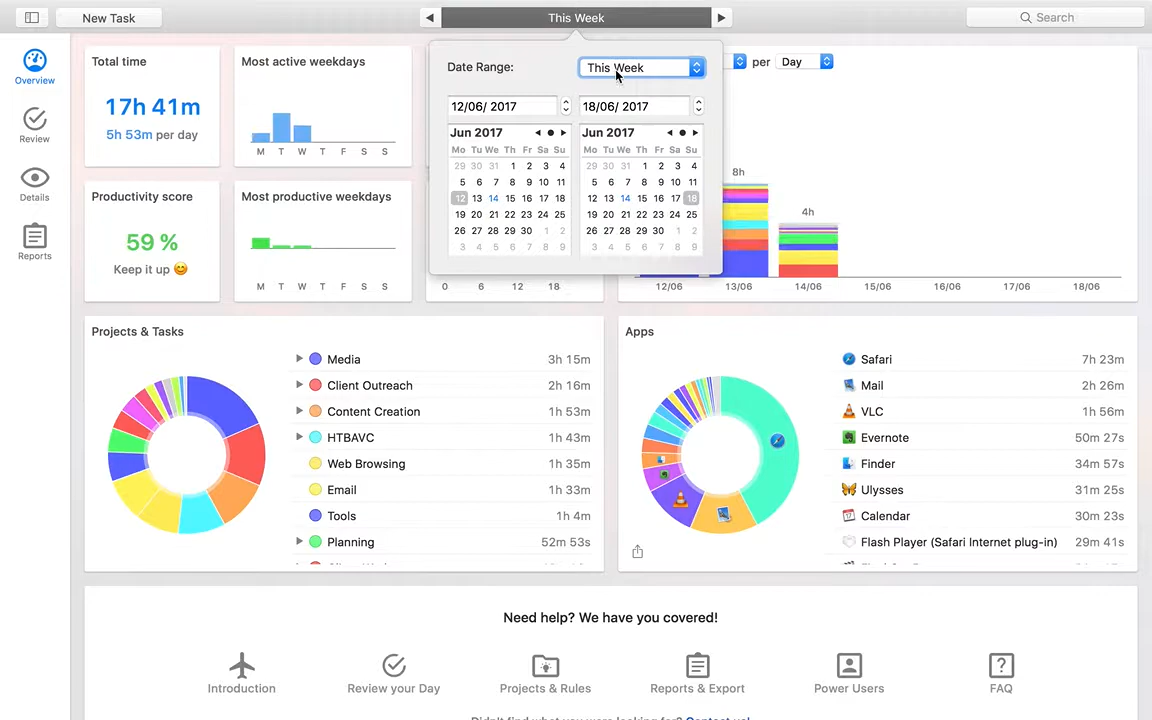 New Task
This Week
Search
Overview
Review
Details
Reports
Total time
17h 41m
5h 53m per day
Most active weekdays
M T W T F S S
Productivity score
59 %
Keep it up 😊
Most productive weekdays
M T W T F S S
Date Range:
This Week
12/06/ 2017
18/06/ 2017
Jun 2017
Mo Tu We Th Fr Sa Su
29 30 31 1 2 3 4
5 6 7 8 9 10 11
12 13 14 15 16 17 18
19 20 21 22 23 24 25
26 27 28 29 30 1 2
3 4 5 6 7 8 9
Jun 2017
Mo Tu We Th Fr Sa Su
29 30 31 1 2 3 4
5 6 7 8 9 10 11
12 13 14 15 16 17 18
19 20 21 22 23 24 25
26 27 28 29 30 1 2
3 4 5 6 7 8 9
0 6 12 18
per Day
8h
4h
12/06 13/06 14/06 15/06 16/06 17/06 18/06
Projects & Tasks
Media 3h 15m
Client Outreach 2h 16m
Content Creation 1h 53m
HTBAVC 1h 43m
Web Browsing 1h 35m
Email 1h 33m
Tools 1h 4m
Planning 52m 53s
Apps
Safari 7h 23m
Mail 2h 26m
VLC 1h 56m
Evernote 50m 27s
Finder 34m 57s
Ulysses 31m 25s
Calendar 30m 23s
Flash Player (Safari Internet plug-in) 29m 41s
Need help? We have you covered!
Introduction
Review your Day
Projects & Rules
Reports & Export
Power Users
FAQ
Didn't find what you were looking for? Contact us!